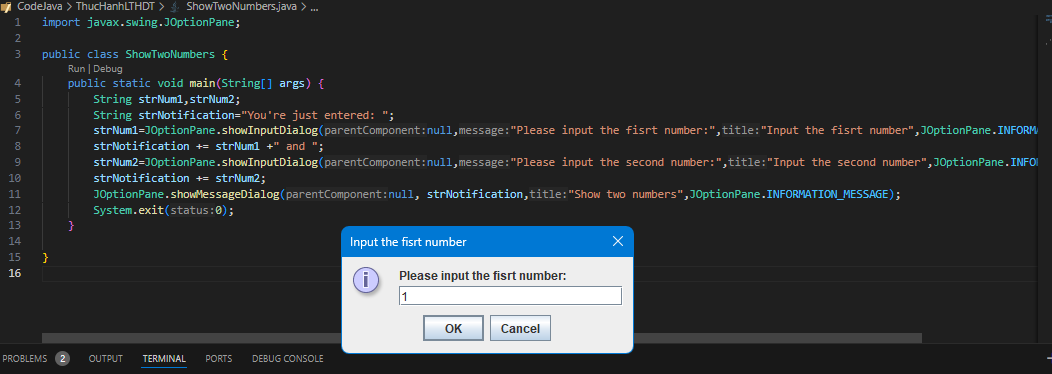 CodeJava > ThucHanhLTHDT > ShowTwoNumbers.java > ...
1 import javax.swing.JOptionPane;
2
3 public class ShowTwoNumbers {
Run | Debug
4 public static void main(String[] args) {
5 String strNum1,strNum2;
6 String strNotification="You're just entered: ";
7 strNum1=JOptionPane.showInputDialog(parentComponent:null,message:"Please input the fisrt number:",title:"Input the fisrt number",JOptionPane.INFORMA
8 strNotification += strNum1 +" and ";
9 strNum2=JOptionPane.showInputDialog(parentComponent:null,message:"Please input the second number:",title:"Input the second number",JOptionPane.INFO
10 strNotification += strNum2;
11 JOptionPane.showMessageDialog(parentComponent:null, strNotification,title:"Show two numbers",JOptionPane.INFORMATION_MESSAGE);
12 System.exit(status:0);
13 }
14
15 }
16
Input the fisrt number
Please input the fisrt number:
1
OK Cancel
PROBLEMS 2 OUTPUT TERMINAL PORTS DEBUG CONSOLE